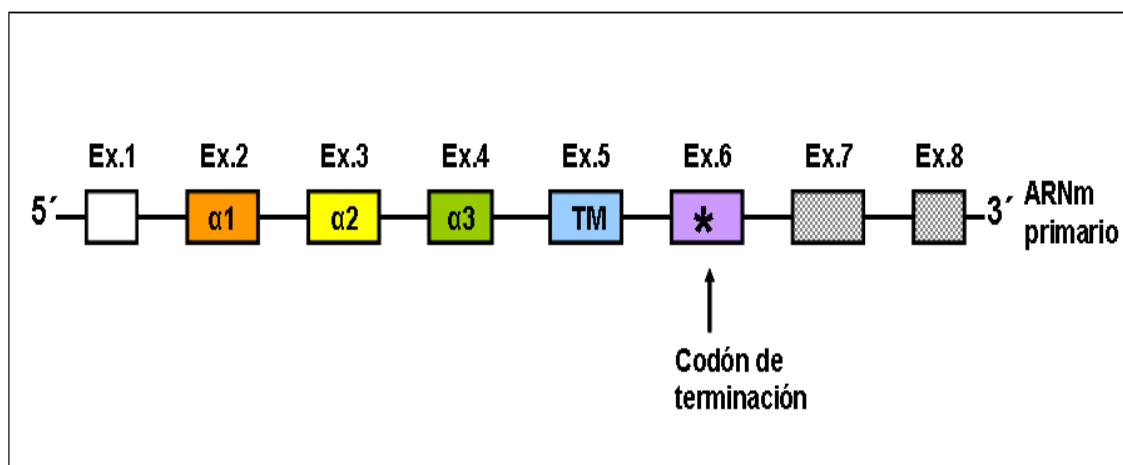 Ex.1 Ex.2 Ex.3 Ex.4 Ex.5 Ex.6 Ex.7 Ex.8
5´ α1 α2 α3 TM * 3´ ARNm
primario
Codón de
terminación